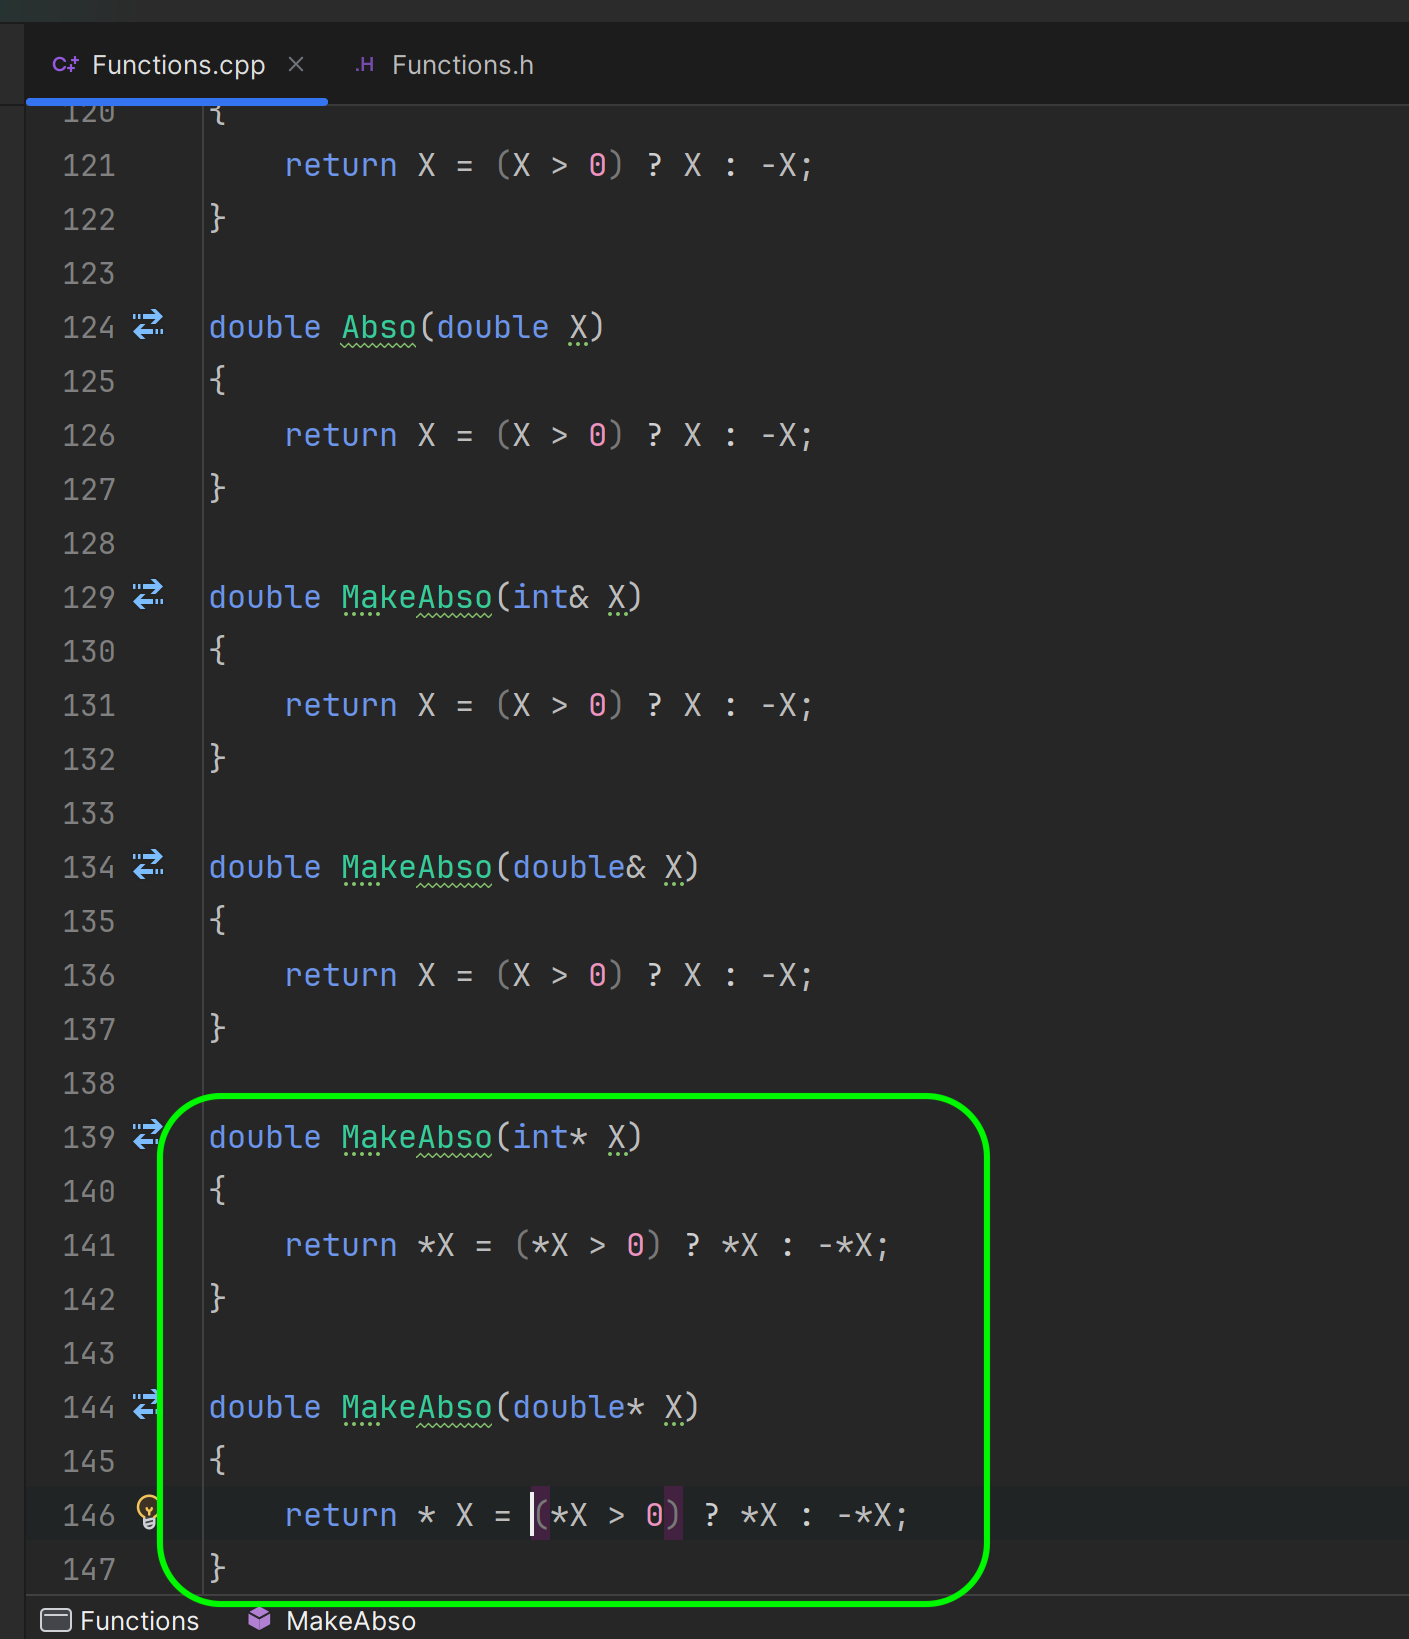 C++ Functions.cpp × .H Functions.h
120 {
121 return X = (X > 0) ? X : -X;
122 }
123
124 double Abso(double X)
125 {
126 return X = (X > 0) ? X : -X;
127 }
128
129 double MakeAbso(int& X)
130 {
131 return X = (X > 0) ? X : -X;
132 }
133
134 double MakeAbso(double& X)
135 {
136 return X = (X > 0) ? X : -X;
137 }
138
139 double MakeAbso(int* X)
140 {
141 return *X = (*X > 0) ? *X : -*X;
142 }
143
144 double MakeAbso(double* X)
145 {
146 return * X = (*X > 0) ? *X : -*X;
147 }
Functions MakeAbso